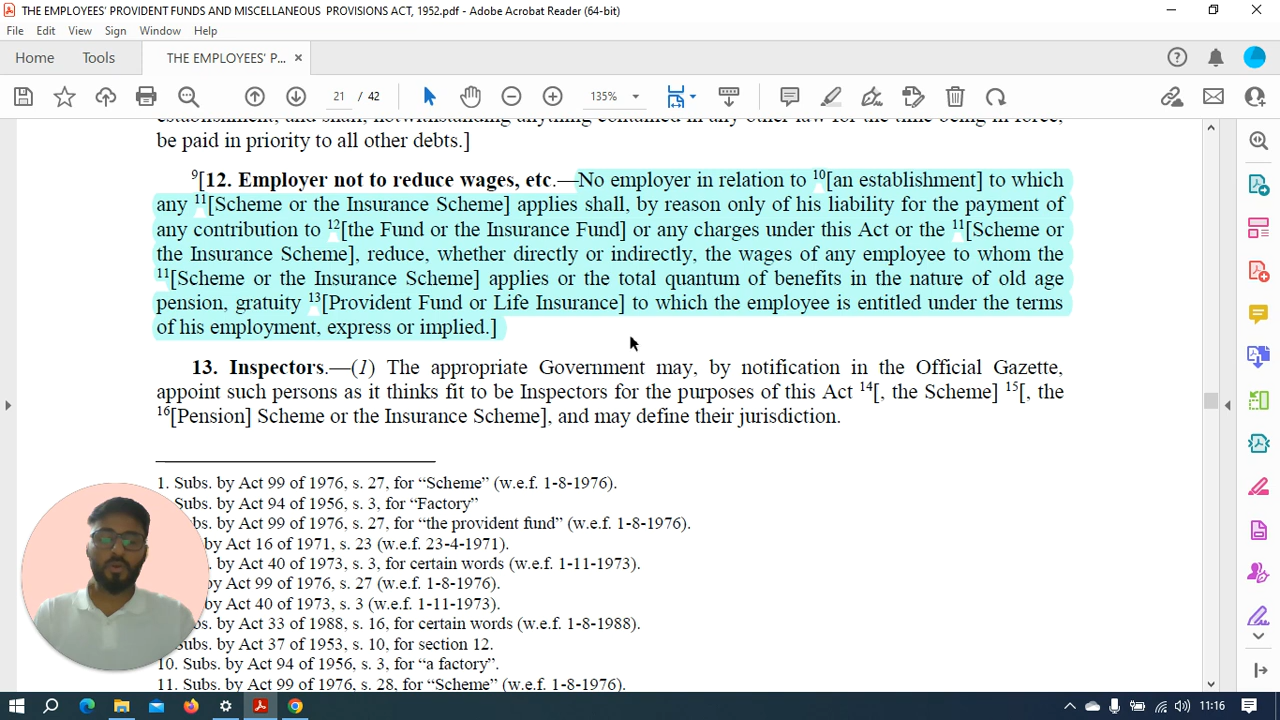 THE EMPLOYEES' PROVIDENT FUNDS AND MISCELLANEOUS PROVISIONS ACT, 1952.pdf - Adobe Acrobat Reader (64-bit)
File Edit View Sign Window Help
Home Tools THE EMPLOYEES' P...
21 / 42 135%
establishment, and shall, notwithstanding anything contained in any other law for the time being in force,
be paid in priority to all other debts.]
9[12. Employer not to reduce wages, etc.—No employer in relation to 10[an establishment] to which
any 11[Scheme or the Insurance Scheme] applies shall, by reason only of his liability for the payment of
any contribution to 12[the Fund or the Insurance Fund] or any charges under this Act or the 11[Scheme or
the Insurance Scheme], reduce, whether directly or indirectly, the wages of any employee to whom the
11[Scheme or the Insurance Scheme] applies or the total quantum of benefits in the nature of old age
pension, gratuity 13[Provident Fund or Life Insurance] to which the employee is entitled under the terms
of his employment, express or implied.]
13. Inspectors.—(1) The appropriate Government may, by notification in the Official Gazette,
appoint such persons as it thinks fit to be Inspectors for the purposes of this Act 14[, the Scheme] 15[, the
16[Pension] Scheme or the Insurance Scheme], and may define their jurisdiction.
1. Subs. by Act 99 of 1976, s. 27, for “Scheme” (w.e.f. 1-8-1976).
Subs. by Act 94 of 1956, s. 3, for “Factory”
by Act 99 of 1976, s. 27, for “the provident fund” (w.e.f. 1-8-1976).
by Act 16 of 1971, s. 23 (w.e.f. 23-4-1971).
by Act 40 of 1973, s. 3, for certain words (w.e.f. 1-11-1973).
by Act 99 of 1976, s. 27 (w.e.f. 1-8-1976).
by Act 40 of 1973, s. 3 (w.e.f. 1-11-1973).
by Act 33 of 1988, s. 16, for certain words (w.e.f. 1-8-1988).
Subs. by Act 37 of 1953, s. 10, for section 12.
10. Subs. by Act 94 of 1956, s. 3, for “a factory”.
11. Subs. by Act 99 of 1976, s. 28, for “Scheme” (w.e.f. 1-8-1976).
11:16